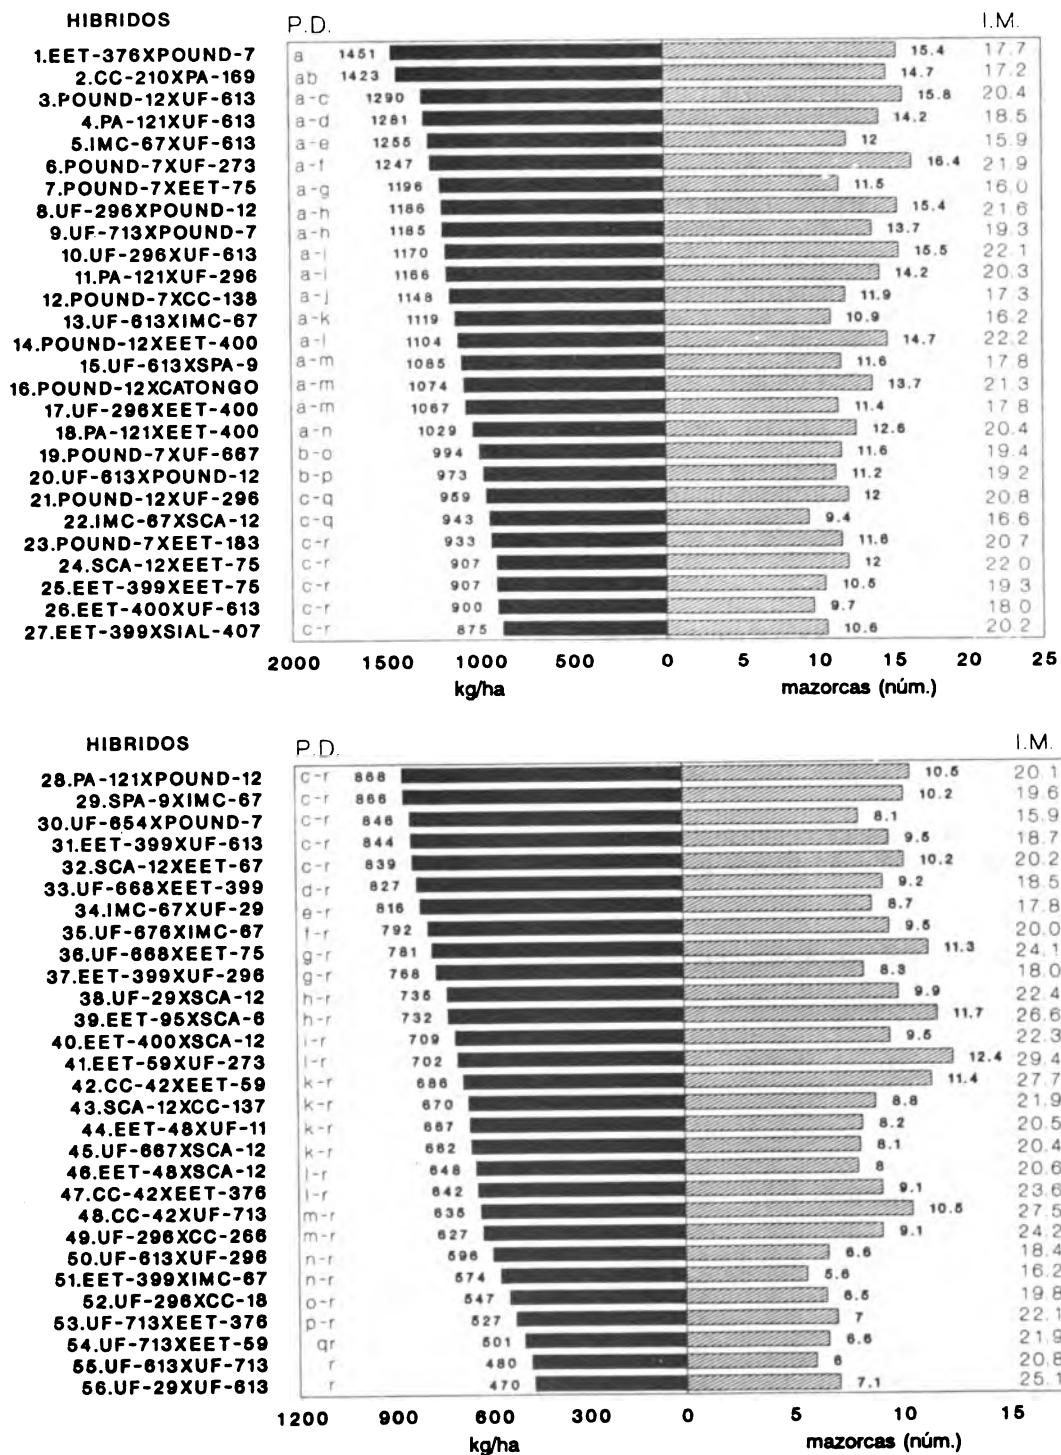 HIBRIDOS P.D. I.M.
1.EET-376XPOUND-7 a 1451 15.4 17.7
2.CC-210XPA-169 ab 1423 14.7 17.2
3.POUND-12XUF-613 a-c 1290 15.8 20.4
4.PA-121XUF-613 a-d 1281 14.2 18.5
5.IMC-67XUF-613 a-e 1255 12 15.9
6.POUND-7XUF-273 a-f 1247 16.4 21.9
7.POUND-7XEET-75 a-g 1196 11.5 16.0
8.UF-296XPOUND-12 a-h 1186 15.4 21.6
9.UF-713XPOUND-7 a-h 1185 13.7 19.3
10.UF-296XUF-613 a-i 1170 15.5 22.1
11.PA-121XUF-296 a-i 1166 14.2 20.3
12.POUND-7XCC-138 a-j 1148 11.9 17.3
13.UF-613XIMC-67 a-k 1119 10.9 16.2
14.POUND-12XEET-400 a-l 1104 14.7 22.2
15.UF-613XSPA-9 a-m 1085 11.6 17.8
16.POUND-12XCATONGO a-m 1074 13.7 21.3
17.UF-296XEET-400 a-m 1067 11.4 17.8
18.PA-121XEET-400 a-n 1029 12.6 20.4
19.POUND-7XUF-667 b-o 994 11.6 19.4
20.UF-613XPOUND-12 b-p 973 11.2 19.2
21.POUND-12XUF-296 c-q 959 12 20.8
22.IMC-67XSCA-12 c-q 943 9.4 16.6
23.POUND-7XEET-183 c-r 933 11.6 20.7
24.SCA-12XEET-75 c-r 907 12 22.0
25.EET-399XEET-75 c-r 907 10.5 19.3
26.EET-400XUF-613 c-r 900 9.7 18.0
27.EET-399XSIAL-407 c-r 875 10.6 20.2
2000 1500 1000 500 0 5 10 15 20 25
kg/ha mazorcas (núm.)
HIBRIDOS P.D. I.M.
28.PA-121XPOUND-12 c-r 868 10.5 20.1
29.SPA-9XIMC-67 c-r 866 10.2 19.6
30.UF-654XPOUND-7 c-r 846 8.1 15.9
31.EET-399XUF-613 c-r 844 9.5 18.7
32.SCA-12XEET-67 c-r 839 10.2 20.2
33.UF-668XEET-399 d-r 827 9.2 18.5
34.IMC-67XUF-29 e-r 816 8.7 17.8
35.UF-676XIMC-67 f-r 792 9.5 20.0
36.UF-668XEET-75 g-r 781 11.3 24.1
37.EET-399XUF-296 g-r 768 8.3 18.0
38.UF-29XSCA-12 h-r 735 9.9 22.4
39.EET-95XSCA-6 h-r 732 11.7 26.6
40.EET-400XSCA-12 i-r 709 9.5 22.3
41.EET-59XUF-273 702 12.4 29.4
42.CC-42XEET-59 k-r 686 11.4 27.7
43.SCA-12XCC-137 k-r 670 8.8 21.9
44.EET-48XUF-11 k-r 667 8.2 20.5
45.UF-667XSCA-12 k-r 662 8.1 20.4
46.EET-48XSCA-12 l-r 648 8 20.6
47.CC-42XEET-376 l-r 642 9.1 23.6
48.CC-42XUF-713 m-r 635 10.5 27.5
49.UF-296XCC-266 m-r 627 9.1 24.2
50.UF-613XUF-296 n-r 596 6.6 18.4
51.EET-399XIMC-67 n-r 574 5.6 16.2
52.UF-296XCC-18 o-r 547 6.5 19.8
53.UF-713XEET-376 p-r 527 7 22.1
54.UF-713XEET-59 qr 501 6.6 21.9
55.UF-613XUF-713 r 480 6 20.8
56.UF-29XUF-613 r 470 7.1 25.1
1200 900 600 300 0 5 10 15
kg/ha mazorcas (núm.)